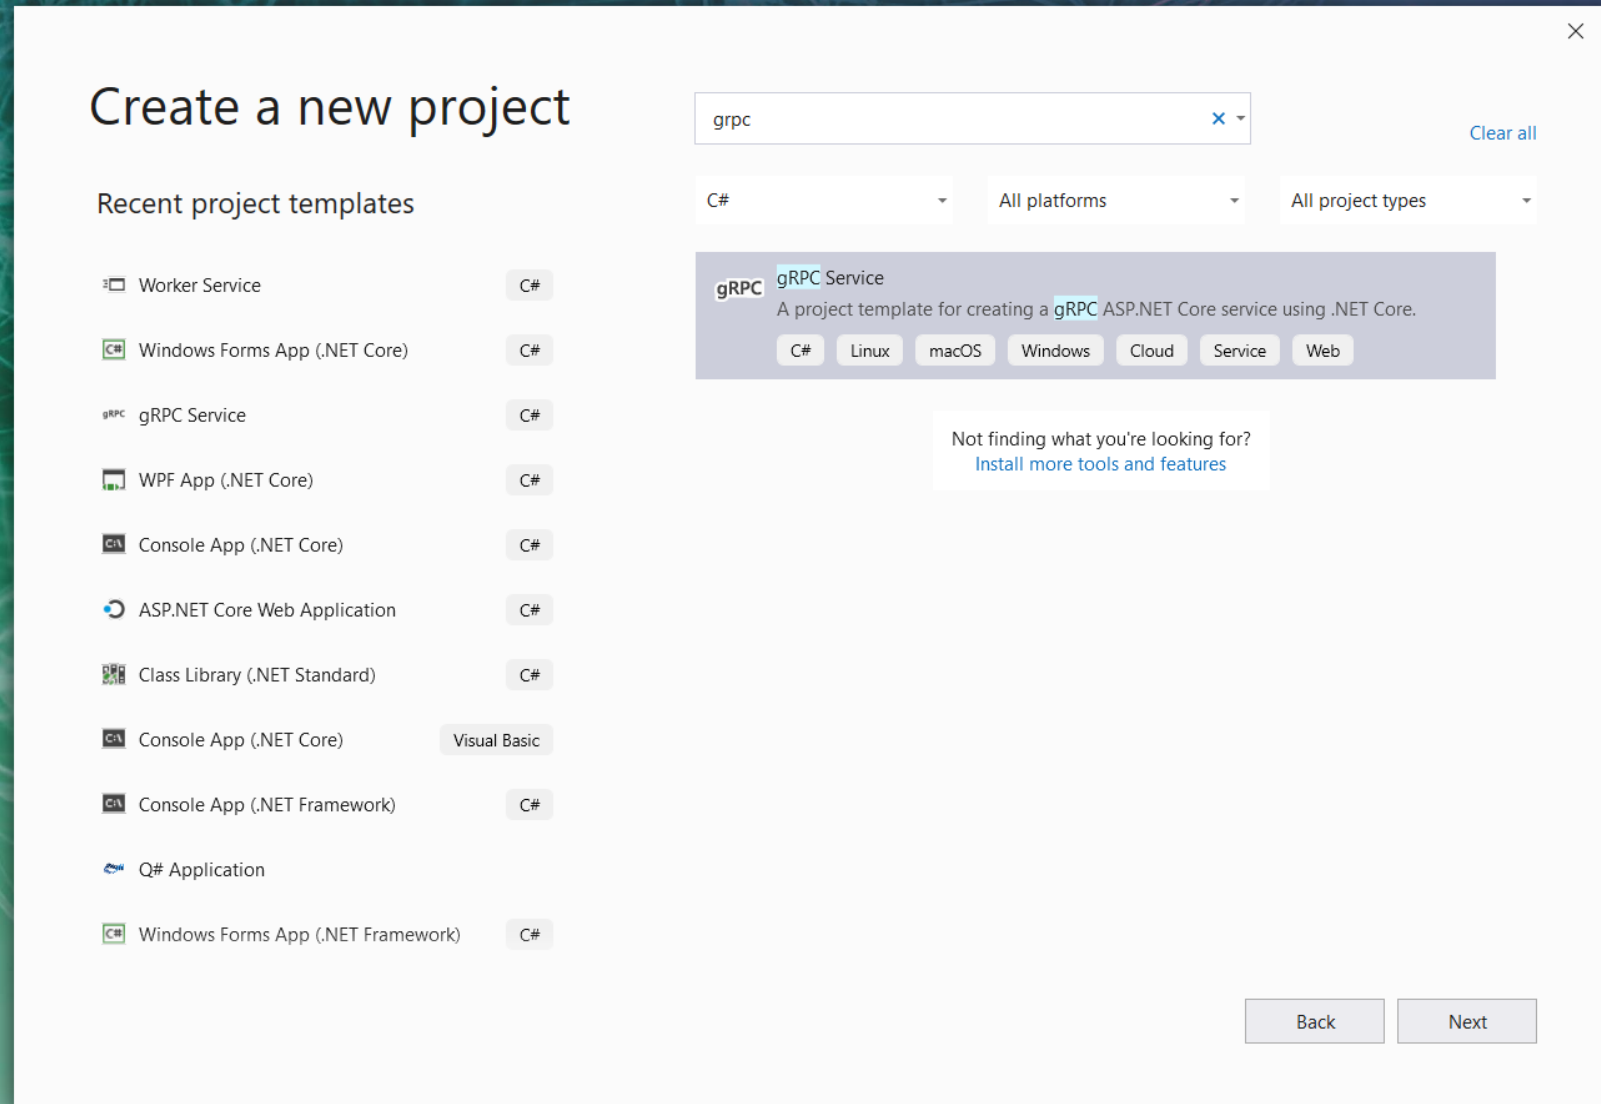 Create a new project
grpc
Clear all
C#
All platforms
All project types
Recent project templates
Worker Service C#
Windows Forms App (.NET Core) C#
gRPC gRPC Service C#
WPF App (.NET Core) C#
Console App (.NET Core) C#
ASP.NET Core Web Application C#
Class Library (.NET Standard) C#
Console App (.NET Core) Visual Basic
Console App (.NET Framework) C#
Q# Application
Windows Forms App (.NET Framework) C#
gRPC
gRPC Service
A project template for creating a gRPC ASP.NET Core service using .NET Core.
C# Linux macOS Windows Cloud Service Web
Not finding what you're looking for?
Install more tools and features
Back
Next